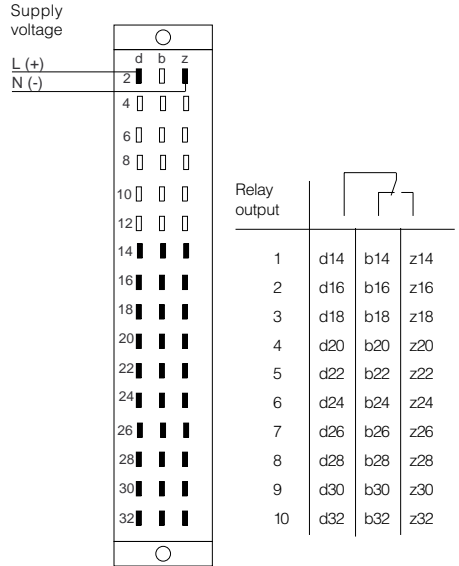 Supply
voltage
L (+)
N (-)
d b z
2
4
6
8
10
12
14
16
18
20
22
24
26
28
30
32
Relay
output
1 d14 b14 z14
2 d16 b16 z16
3 d18 b18 z18
4 d20 b20 z20
5 d22 b22 z22
6 d24 b24 z24
7 d26 b26 z26
8 d28 b28 z28
9 d30 b30 z30
10 d32 b32 z32